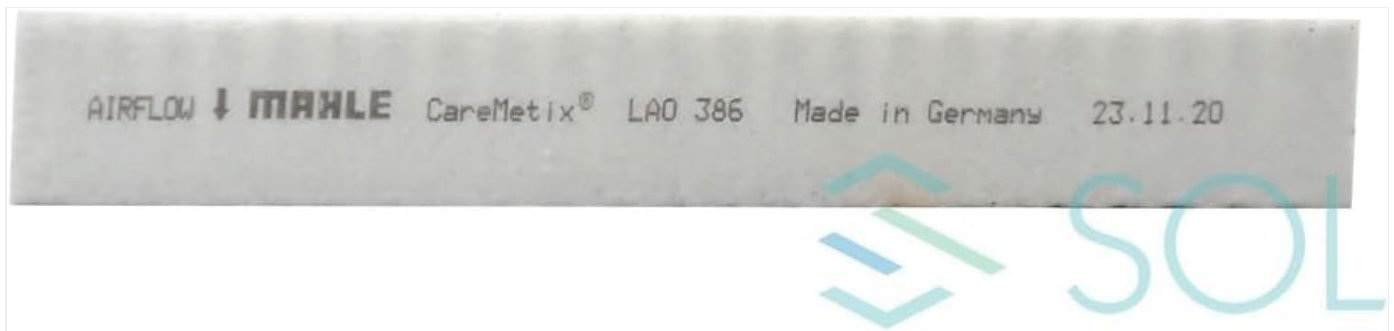 AIRFLOW ↓ MAHLE CareMetix® LAO 386 Made in Germany 23.11.20
SOL